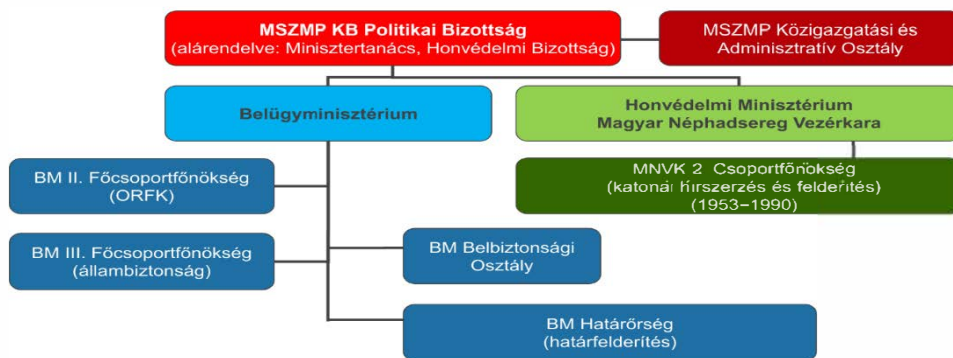 MSZMP KB Politikai Bizottság
(alárendelve: Minisztertanács, Honvédelmi Bizottság)
MSZMP Közigazgatási és
Adminisztratív Osztály
Belügyminisztérium
Honvédelmi Minisztérium
Magyar Néphadsereg Vezérkara
BM II. Főcsoportfőnökség
(ORFK)
MNVK 2 Csoportfőnökség
(katonai hírszerzés és felderítés)
(1953–1990)
BM III. Főcsoportfőnökség
(állambiztonság)
BM Belbiztonsági
Osztály
BM Határőrség
(határfelderítés)